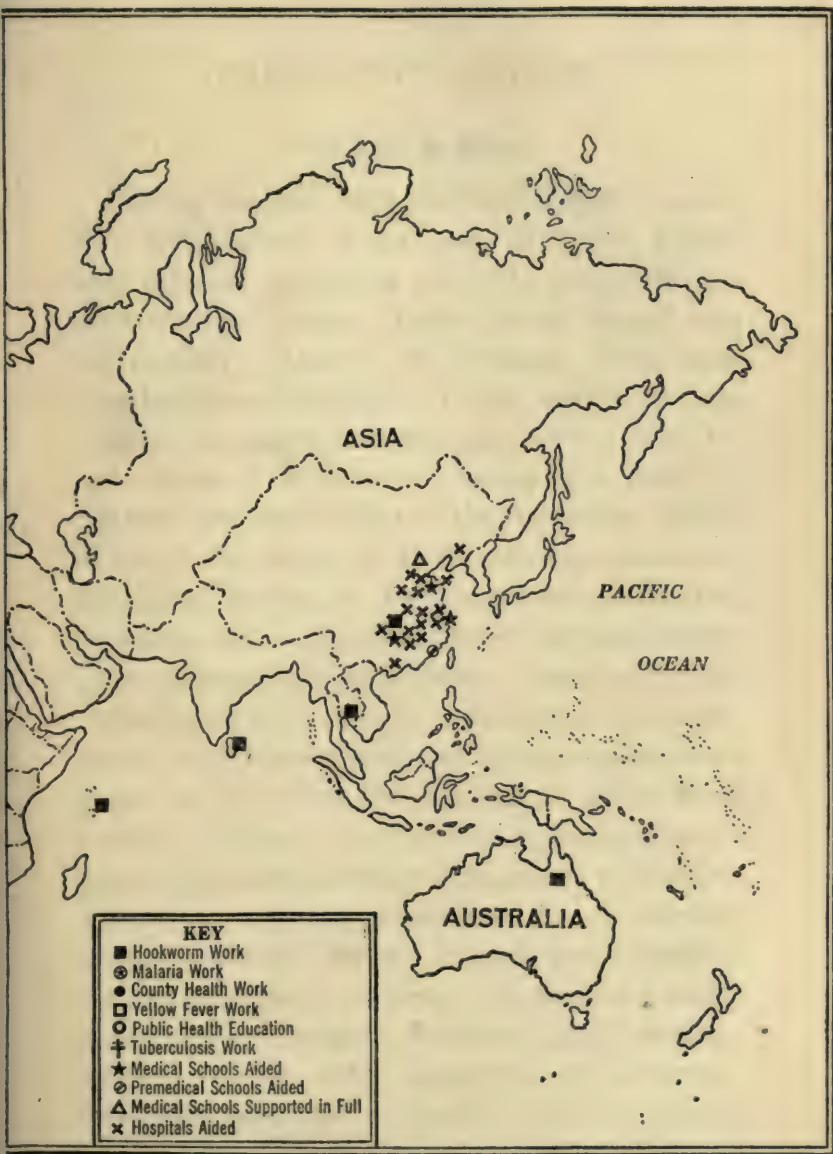 ASIA
PACIFIC
OCEAN
AUSTRALIA
KEY
Hookworm Work
Malaria Work
County Health Work
Yellow Fever Work
Public Health Education
Tuberculosis Work
Medical Schools Aided
Premedical Schools Aided
Medical Schools Supported in Full
Hospitals Aided